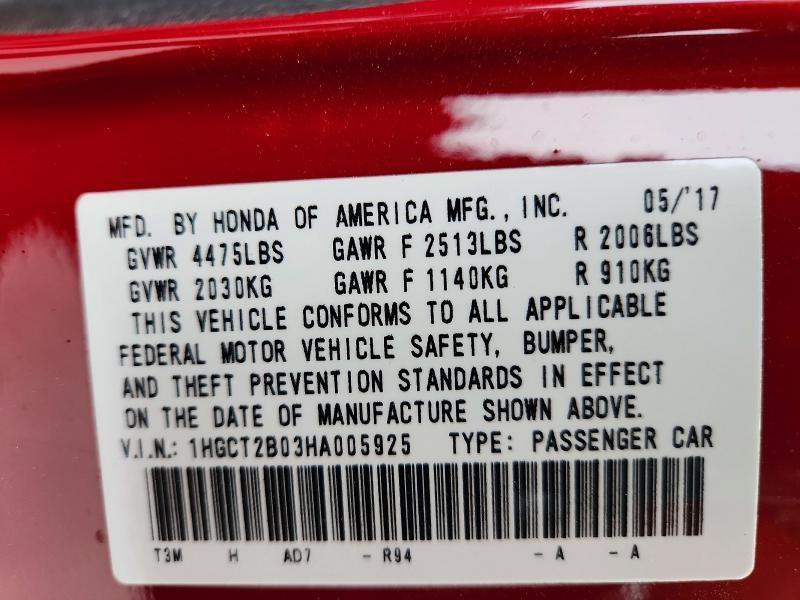 MFD. BY HONDA OF AMERICA MFG., INC. 05/'17
GVWR 4475LBS GAWR F 2513LBS R 2006LBS
GVWR 2030KG GAWR F 1140KG R 910KG
THIS VEHICLE CONFORMS TO ALL APPLICABLE
FEDERAL MOTOR VEHICLE SAFETY, BUMPER,
AND THEFT PREVENTION STANDARDS IN EFFECT
ON THE DATE OF MANUFACTURE SHOWN ABOVE.
V.I.N.: 1HGCT2B03HA005925 TYPE: PASSENGER CAR
T3M H AD7 - R94 - A - A